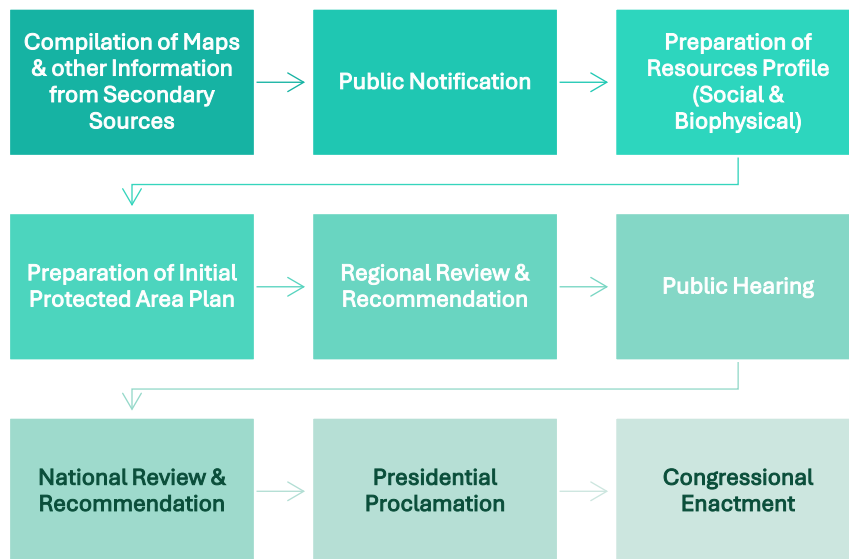 Compilation of Maps
& other Information
from Secondary
Sources
Public Notification
Preparation of
Resources Profile
(Social &
Biophysical)
Preparation of Initial
Protected Area Plan
Regional Review &
Recommendation
Public Hearing
National Review &
Recommendation
Presidential
Proclamation
Congressional
Enactment